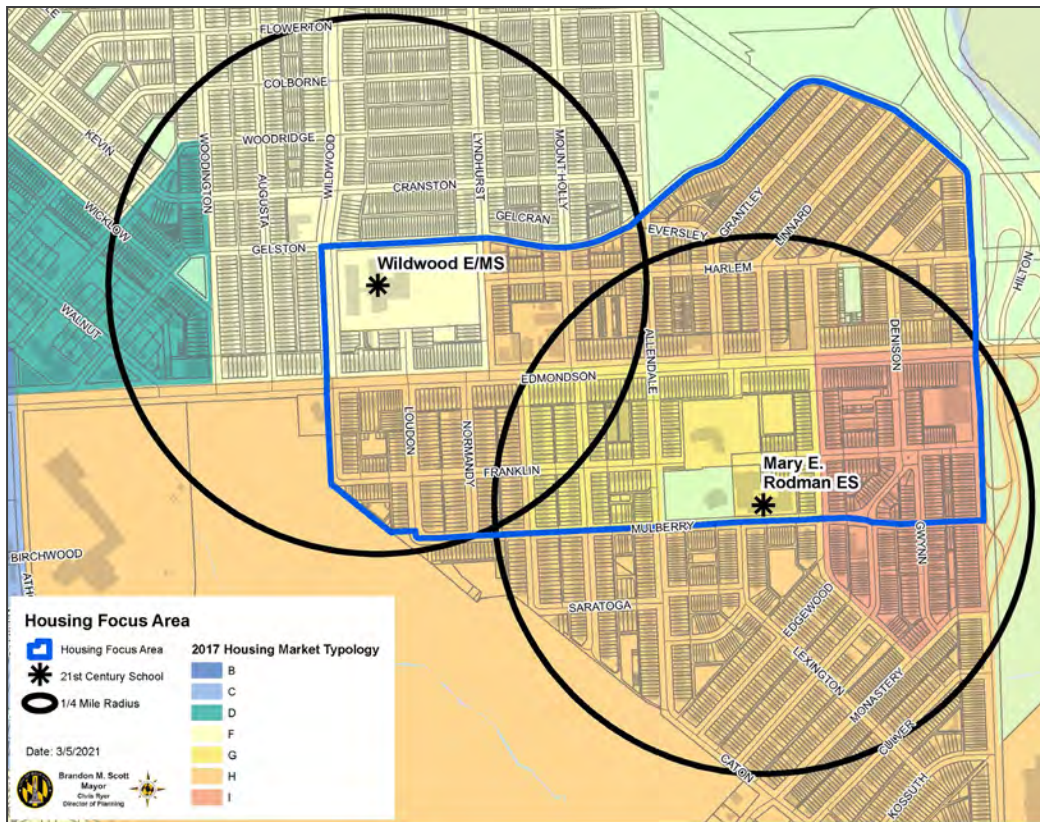 FLOWERTON
COLBORNE
KEVIN
WOODINGTON
WOODRIDGE
WILDWOOD
LYNDHURST
MOUNT HOLLY
AUGUSTA
CRANSTON
GELCRAN
WICKLOW
GELSTON
EVERSLEY
GRANTLEY
LINNARD
Wildwood E/MS
HARLEM
HILTON
WALNUT
ALLENDALE
DENISON
EDMONDSON
LOUDON
NORMANDY
FRANKLIN
Mary E.
Rodman ES
MULBERRY
GWYNN
BIRCHWOOD
ATH
SARATOGA
EDGEWOOD
LEXINGTON
MONASTERY
CULVER
CATON
KOSSUTH
Housing Focus Area
Housing Focus Area
21st Century School
1/4 Mile Radius
2017 Housing Market Typology
B
C
D
F
G
H
I
Date: 3/5/2021
Brandon M. Scott
Mayor
Chris Ryer
Director of Planning